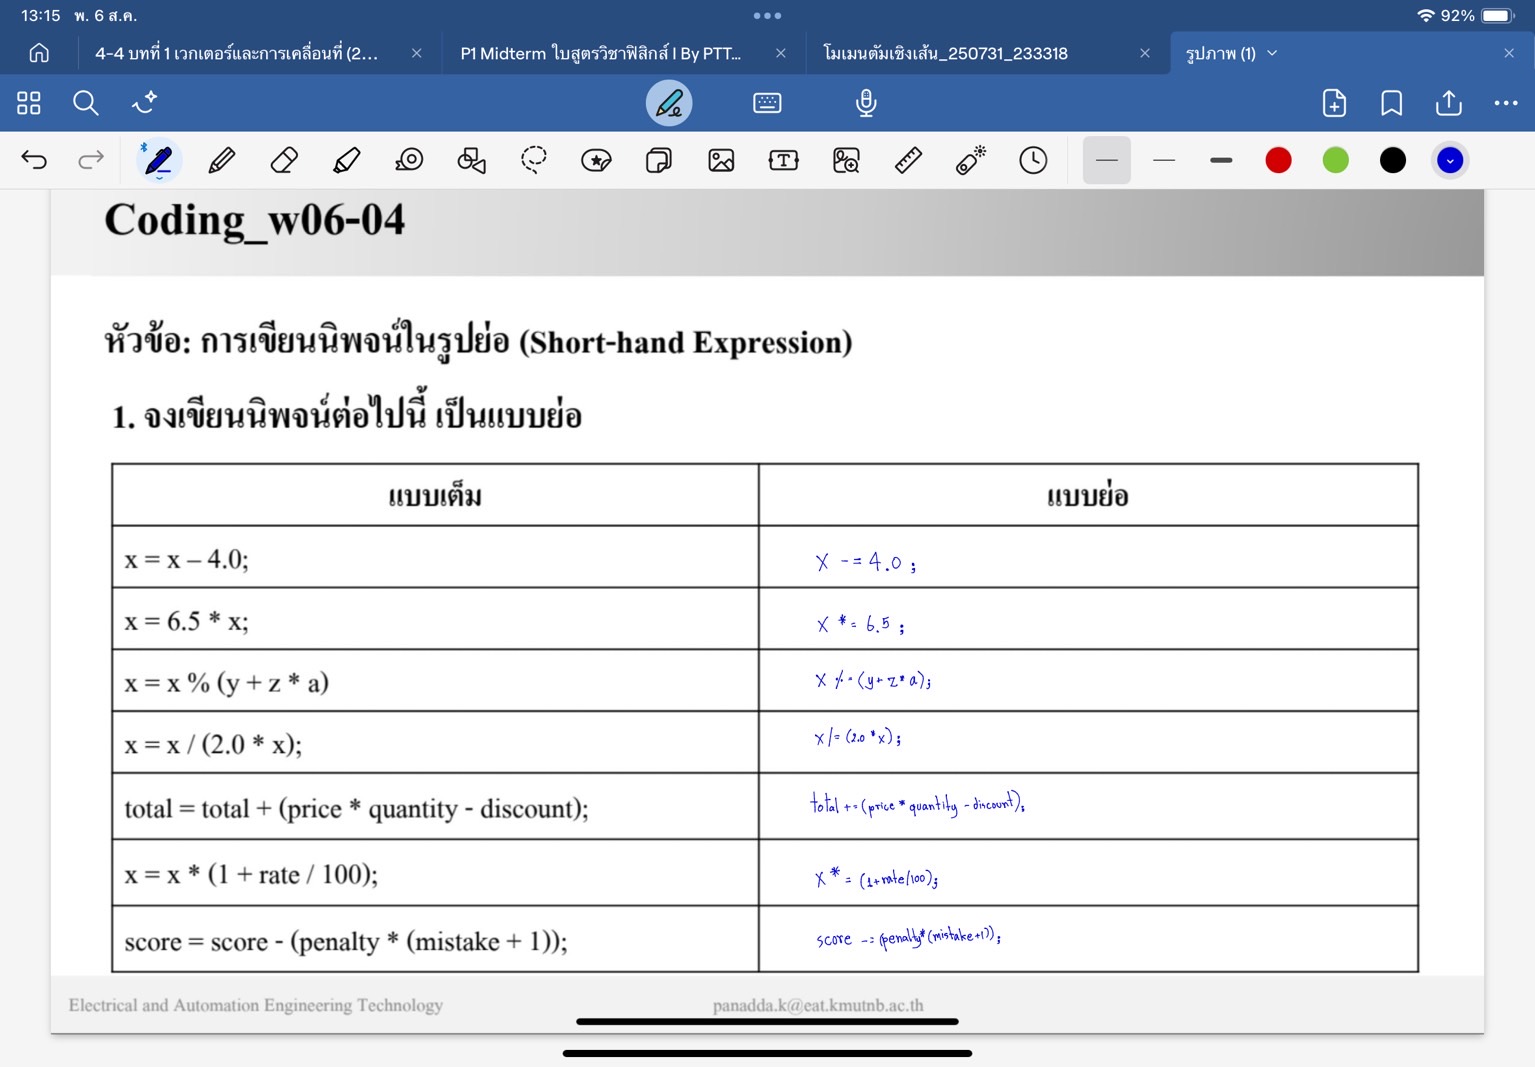 13:15 พ. 6 ส.ค.
92%
4-4 บทที่ 1 เวกเตอร์และการเคลื่อนที่ (2...
P1 Midterm ใบสูตรวิชาฟิสิกส์ I By PTT...
โมเมนตัมเชิงเส้น_250731_233318
รูปภาพ (1)
Coding_w06-04
หัวข้อ: การเขียนนิพจน์ในรูปย่อ (Short-hand Expression)
1. จงเขียนนิพจน์ต่อไปนี้ เป็นแบบย่อ
แบบเต็ม แบบย่อ
x = x – 4.0; x -= 4.0 ;
x = 6.5 * x; x *= 6.5 ;
x = x % (y + z * a) x %= (y + z * a);
x = x / (2.0 * x); x /= (2.0 * x);
total = total + (price * quantity - discount); total += (price * quantity - discount);
x = x * (1 + rate / 100); x *= (1+rate/100);
score = score - (penalty * (mistake + 1)); score -= (penalty*(mistake+1));
Electrical and Automation Engineering Technology panadda.k@eat.kmutnb.ac.th